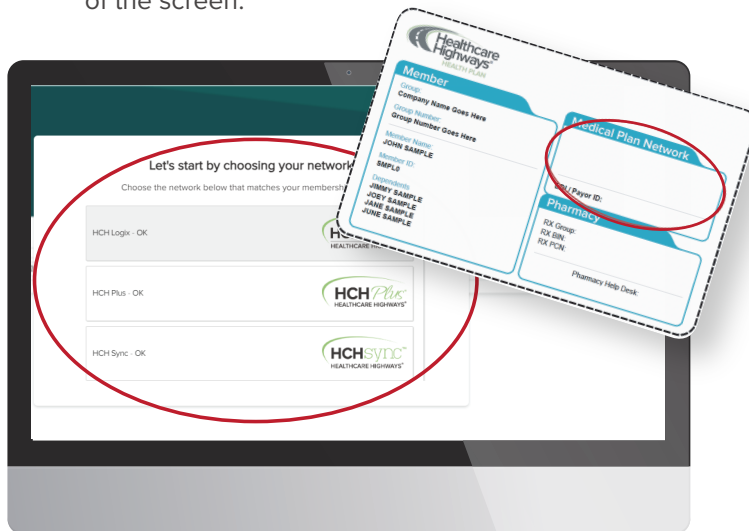 of the screen.
Let's start by choosing your network
Choose the network below that matches your
HCH Logix - OK
HEALTHCARE
HCH Plus - OK
HCH Plus
HEALTHCARE HIGHWAYS
HCH Sync - OK
HCHsync™
HEALTHCARE HIGHWAYS
Healthcare
Highways
HEALTH PLAN
Member
Group:
Company Name Goes Here
Group Number:
Group Number Goes Here
Member Name:
JOHN SAMPLE
Member ID:
SMPL0
Dependents
JIMMY SAMPLE
JOEY SAMPLE
JANE SAMPLE
JUNE SAMPLE
Medical Plan Network
Payor ID:
Pharmacy
RX Group:
RX BIN:
RX PCN:
Pharmacy Help Desk: